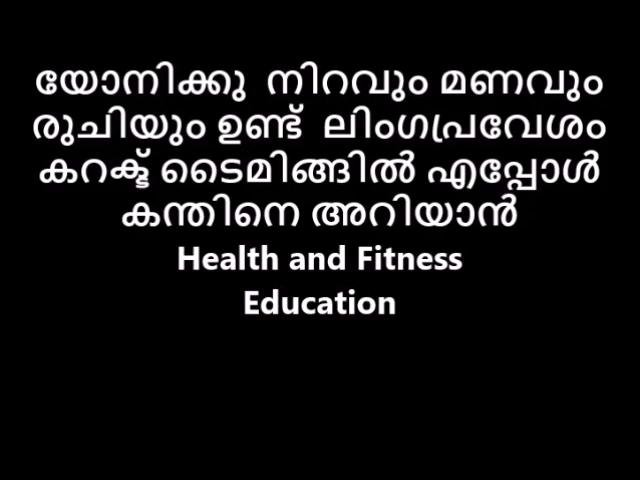 യോനിക്കു നിറവും മണവും
രുചിയും ഉണ്ട് ലിംഗപ്രവേശം
കറക്ട് ടൈമിങ്ങിൽ എപ്പോൾ
കന്തിനെ അറിയാൻ
Health and Fitness
Education